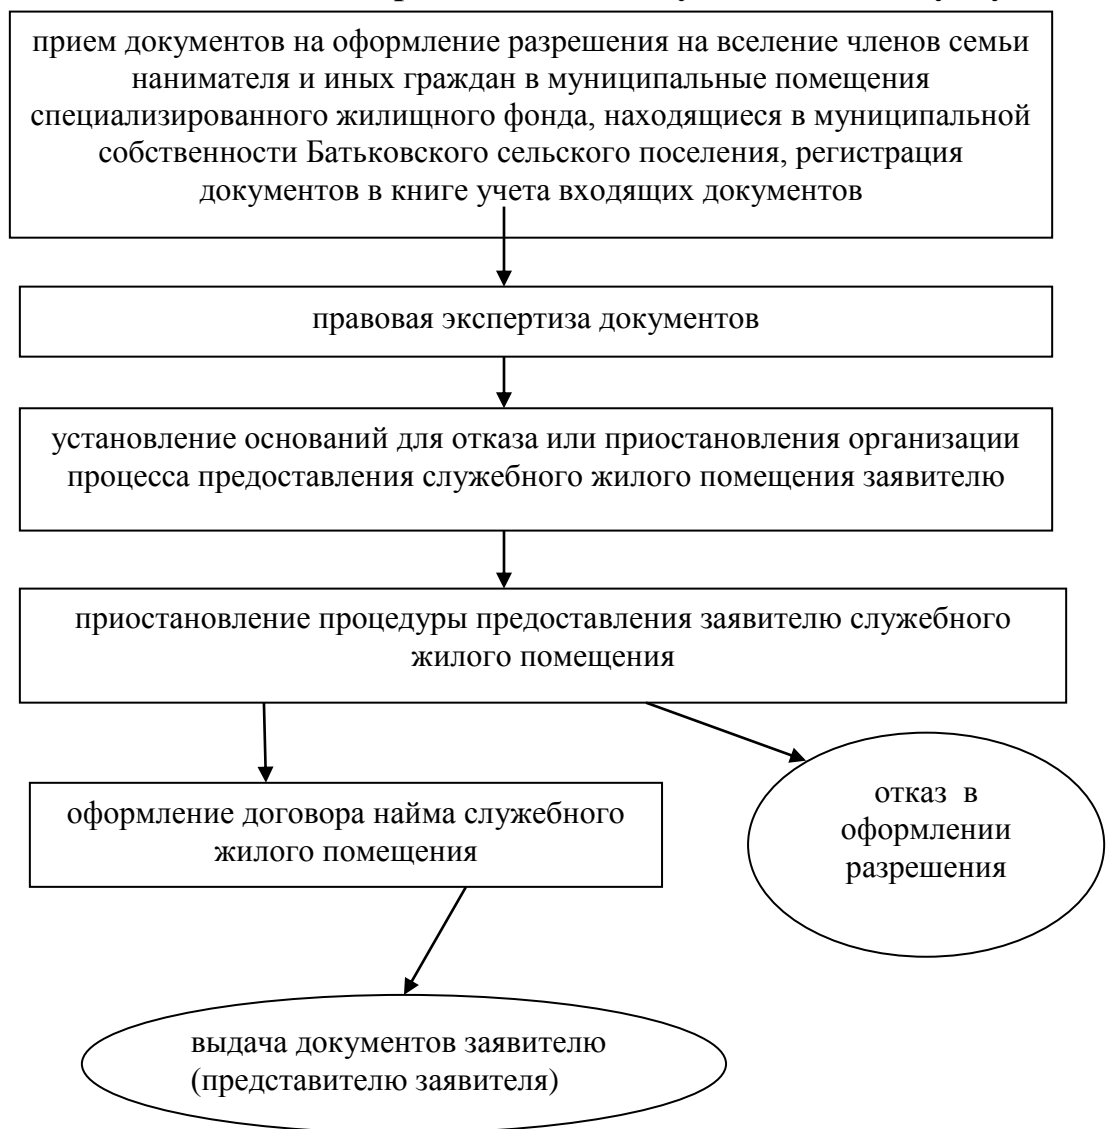 прием документов на оформление разрешения на вселение членов семьи
нанимателя и иных граждан в муниципальные помещения
специализированного жилищного фонда, находящиеся в муниципальной
собственности Батьковского сельского поселения, регистрация
документов в книге учета входящих документов
правовая экспертиза документов
установление оснований для отказа или приостановления организации
процесса предоставления служебного жилого помещения заявителю
приостановление процедуры предоставления заявителю служебного
жилого помещения
оформление договора найма служебного
жилого помещения
отказ в
оформлении
разрешения
выдача документов заявителю
(представителю заявителя)